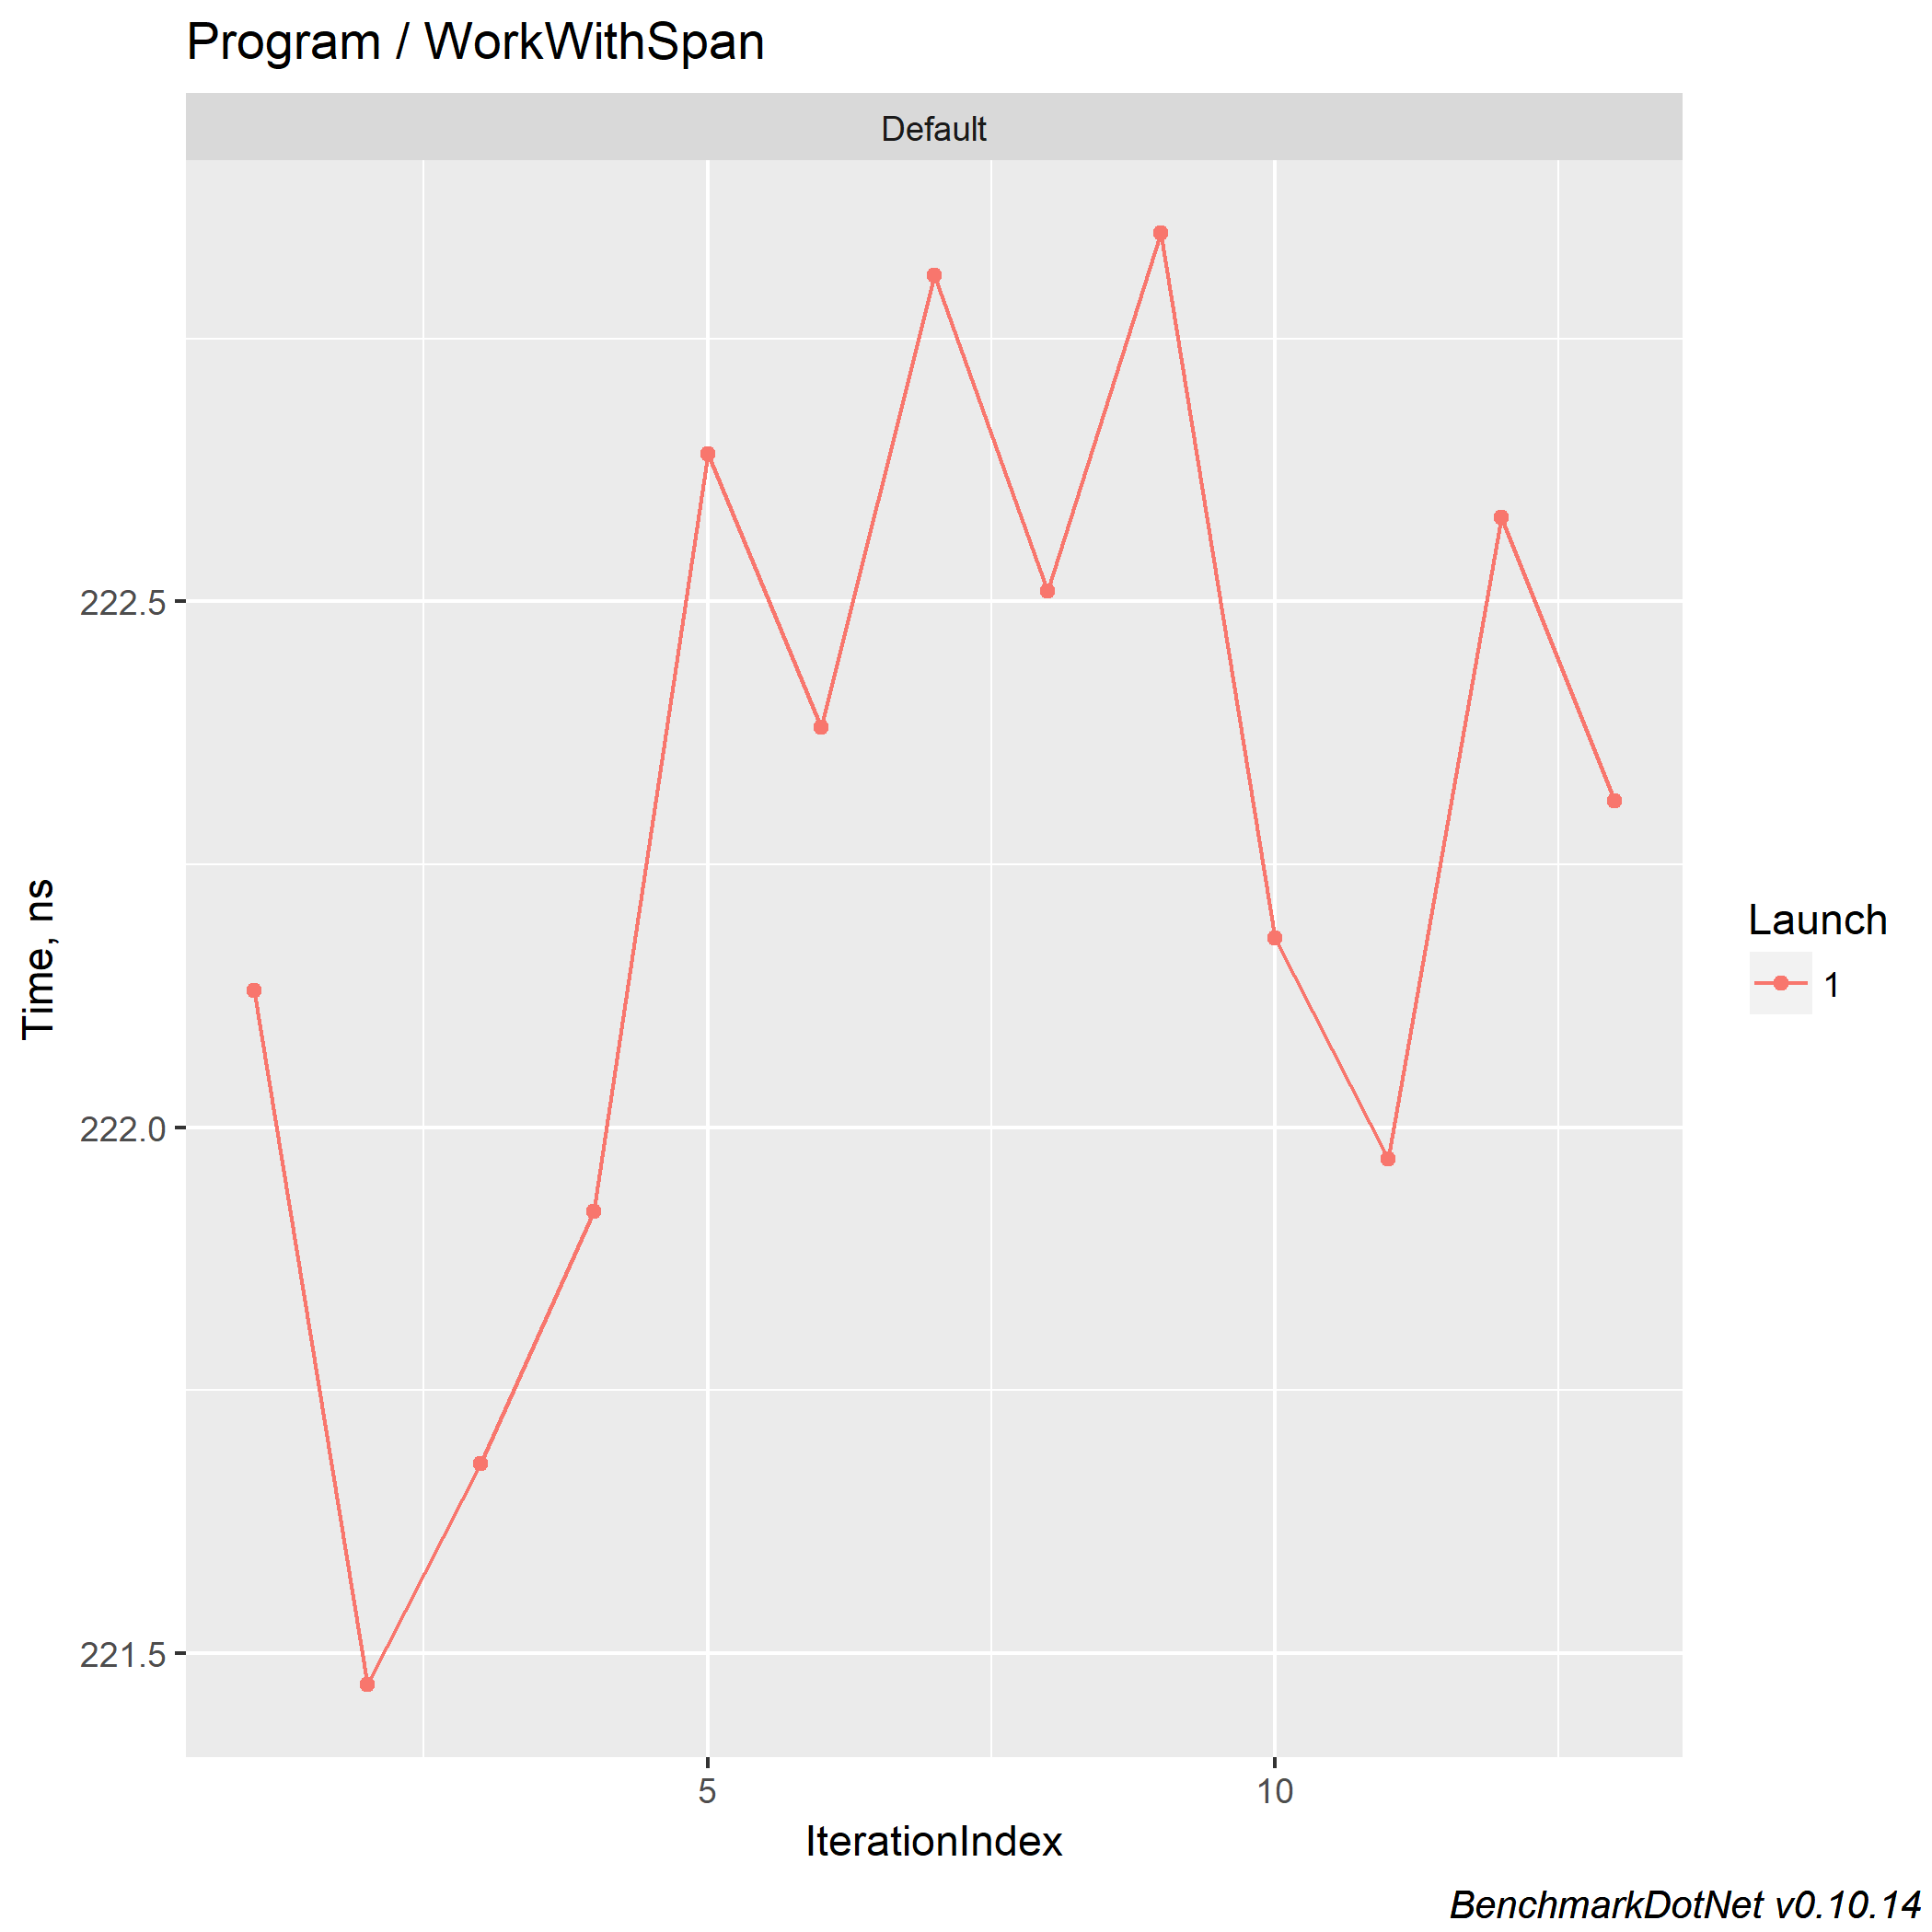 Program / WorkWithSpan
Default
Time, ns
222.5
222.0
221.5
5
10
IterationIndex
Launch
1
BenchmarkDotNet v0.10.14